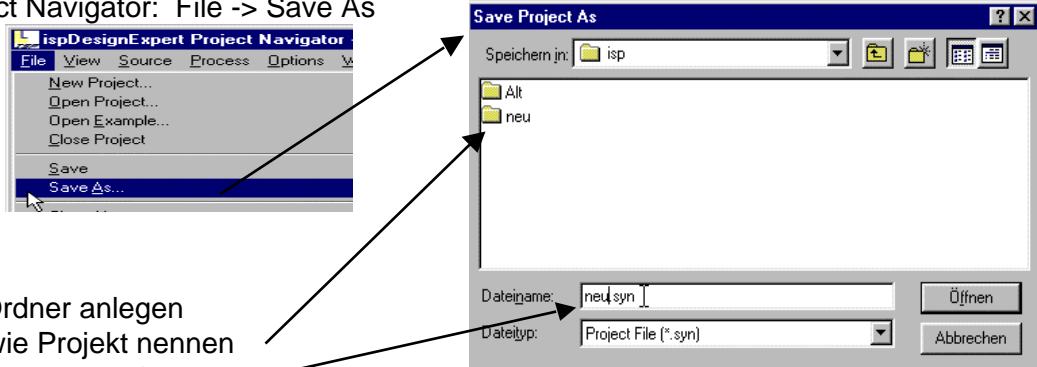 ct Navigator: File -> Save As
ispDesignExpert Project Navigator -
File View Source Process Options
New Project...
Open Project...
Open Example...
Close Project
Save
Save As...
Save Project As
Speichern in: isp
Alt
neu
Dateiname: neu.syn
Öffnen
Dateityp: Project File (*.syn)
Abbrechen
Ordner anlegen
wie Projekt nennen